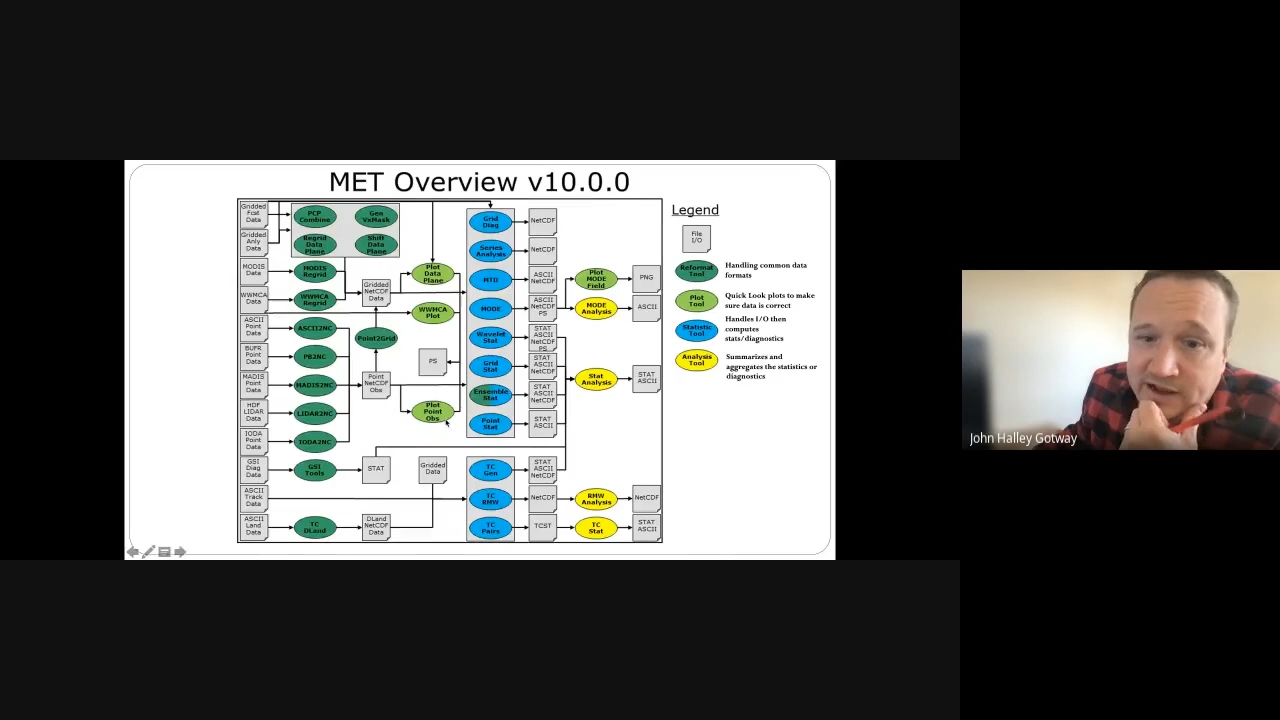 MET Overview v10.0.0
Gridded
Fcst
Data
Gridded
Anly
Data
MODIS
Data
WWMCA
Data
ASCII
Point
Data
BUFR
Point
Data
MADIS
Point
Data
HDF
LIDAR
Data
IODA
Point
Data
GSI
Diag
Data
ASCII
Track
Data
ASCII
Land
Data
PCP
Combine
Gen
VxMask
Regrid
Data
Plane
Shift
Data
Plane
MODIS
Regrid
WWMCA
Regrid
ASCII2NC
PB2NC
MADIS2NC
LIDAR2NC
IODA2NC
GSI
Tools
TC
DLand
Gridded
NetCDF
Data
Point2Grid
Point
NetCDF
Obs
STAT
DLand
NetCDF
Data
Plot
Data
Plane
WWMCA
Plot
PS
Plot
Point
Obs
Gridded
Data
Grid
Diag
Series
Analysis
MTD
MODE
Wavelet
Stat
Grid
Stat
Ensemble
Stat
Point
Stat
TC
Gen
TC
RMW
TC
Pairs
NetCDF
NetCDF
ASCII
NetCDF
ASCII
NetCDF
PS
STAT
ASCII
NetCDF
PS
STAT
ASCII
NetCDF
STAT
ASCII
NetCDF
STAT
ASCII
STAT
ASCII
NetCDF
NetCDF
TCST
Plot
MODE
Field
MODE
Analysis
Stat
Analysis
RMW
Analysis
TC
Stat
PNG
ASCII
STAT
ASCII
NetCDF
STAT
ASCII
Legend
File
I/O
Reformat
Tool
Handling common data
formats
Plot
Tool
Quick Look plots to make
sure data is correct
Statistic
Tool
Handles I/O then
computes
stats/diagnostics
Analysis
Tool
Summarizes and
aggregates the statistics or
diagnostics
John Halley Gotway